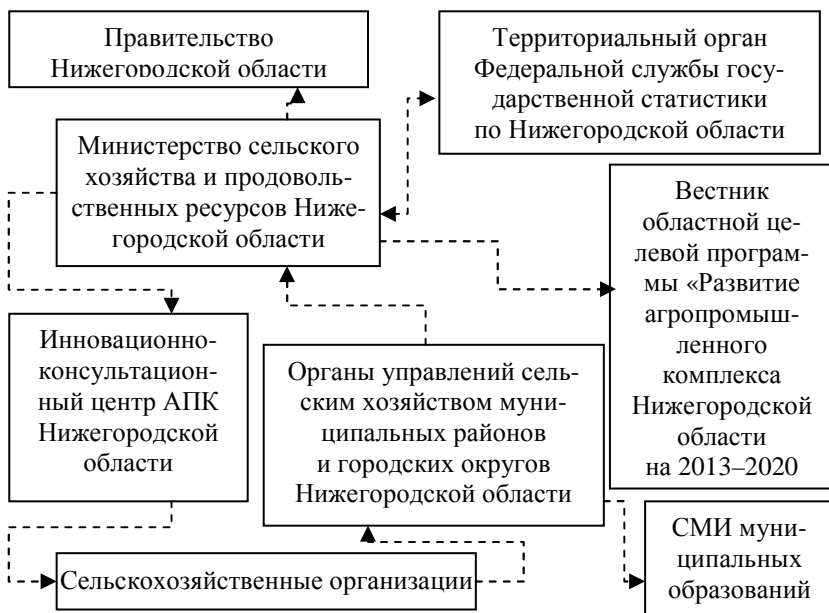 Правительство
Нижегородской области
Территориальный орган
Федеральной службы госу-
дарственной статистики
по Нижегородской области
Министерство сельского
хозяйства и продоволь-
ственных ресурсов Ниже-
городской области
Вестник
областной це-
левой програм-
мы «Развитие
агропромыш-
ленного
комплекса
Нижегородской
области
на 2013–2020
Инновационно-
консультацион-
ный центр АПК
Нижегородской
области
Органы управлений сель-
ским хозяйством муни-
ципальных районов
и городских округов
Нижегородской области
СМИ муни-
ципальных
образований
Сельскохозяйственные организации